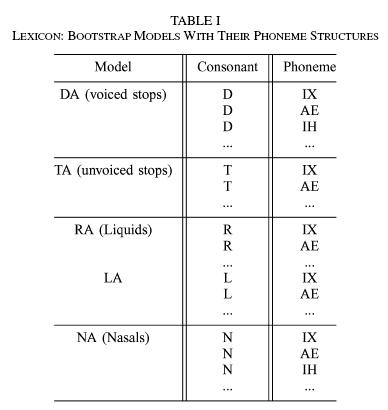 TABLE I
LEXICON: BOOTSTRAP MODELS WITH THEIR PHONEME STRUCTURES
Model Consonant Phoneme
DA (voiced stops) D IX
D AE
D IH
... ...
TA (unvoiced stops) T IX
T AE
... ...
RA (Liquids) R IX
R AE
... ...
LA L IX
L AE
... ...
NA (Nasals) N IX
N AE
N IH
... ...